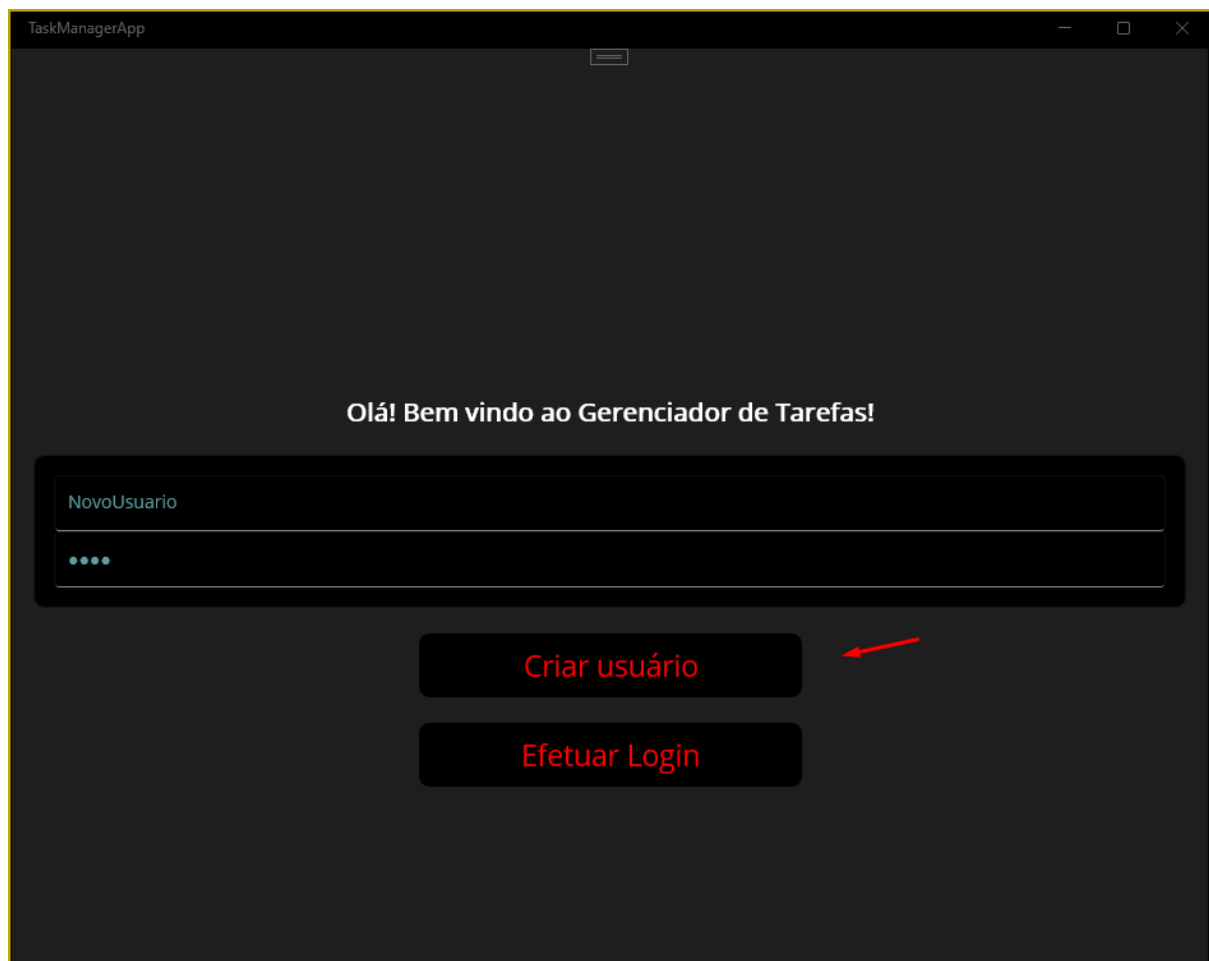 TaskManagerApp
Olá! Bem vindo ao Gerenciador de Tarefas!
NovoUsuario
••••
Criar usuário
Efetuar Login